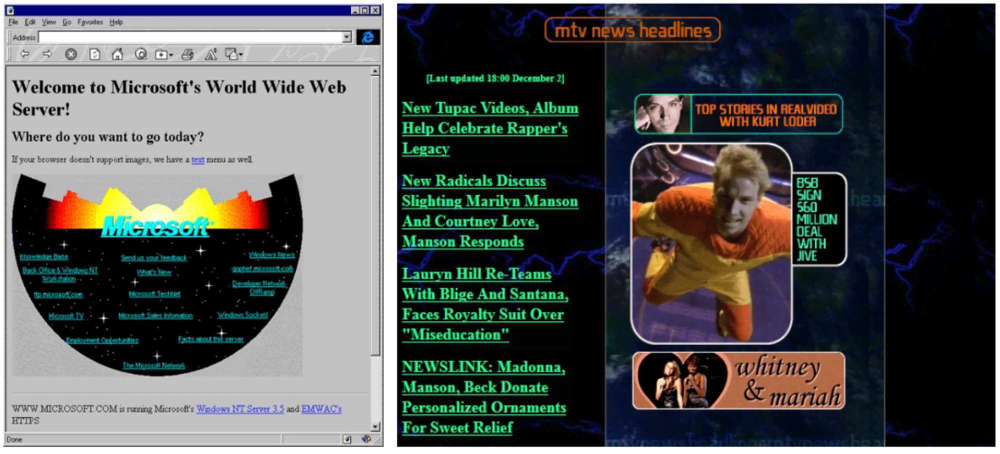 File Edit View Go Favorites Help
Address
Welcome to Microsoft's World Wide Web
Server!
Where do you want to go today?
If your browser doesn't support images, we have a text menu as well.
Microsoft
Knowledge Base
Send us your feedback
Windows News
Back Office & Windows NT
Workstation
What's New
gopher.microsoft.com
Developer Network
OffRamp
ftp.microsoft.com
Microsoft TechNet
Microsoft TV
Microsoft Sales Infomation
Windows Sockets
Employment Opportunities
Facts about this server
The Microsoft Network
WWW.MICROSOFT.COM is running Microsoft's Windows NT Server 3.5 and EMWAC's
HTTPS
Done
mtv news headlines
[Last updated 18:00 December 2]
New Tupac Videos, Album
Help Celebrate Rapper's
Legacy
New Radicals Discuss
Slighting Marilyn Manson
And Courtney Love,
Manson Responds
Lauryn Hill Re-Teams
With Blige And Santana,
Faces Royalty Suit Over
"Miseducation"
NEWSLINK: Madonna,
Manson, Beck Donate
Personalized Ornaments
For Sweet Relief
TOP STORIES IN REALVIDEO
WITH KURT LODER
BSB
SIGN
$60
MILLION
DEAL
WITH
JIVE
whitney
& mariah